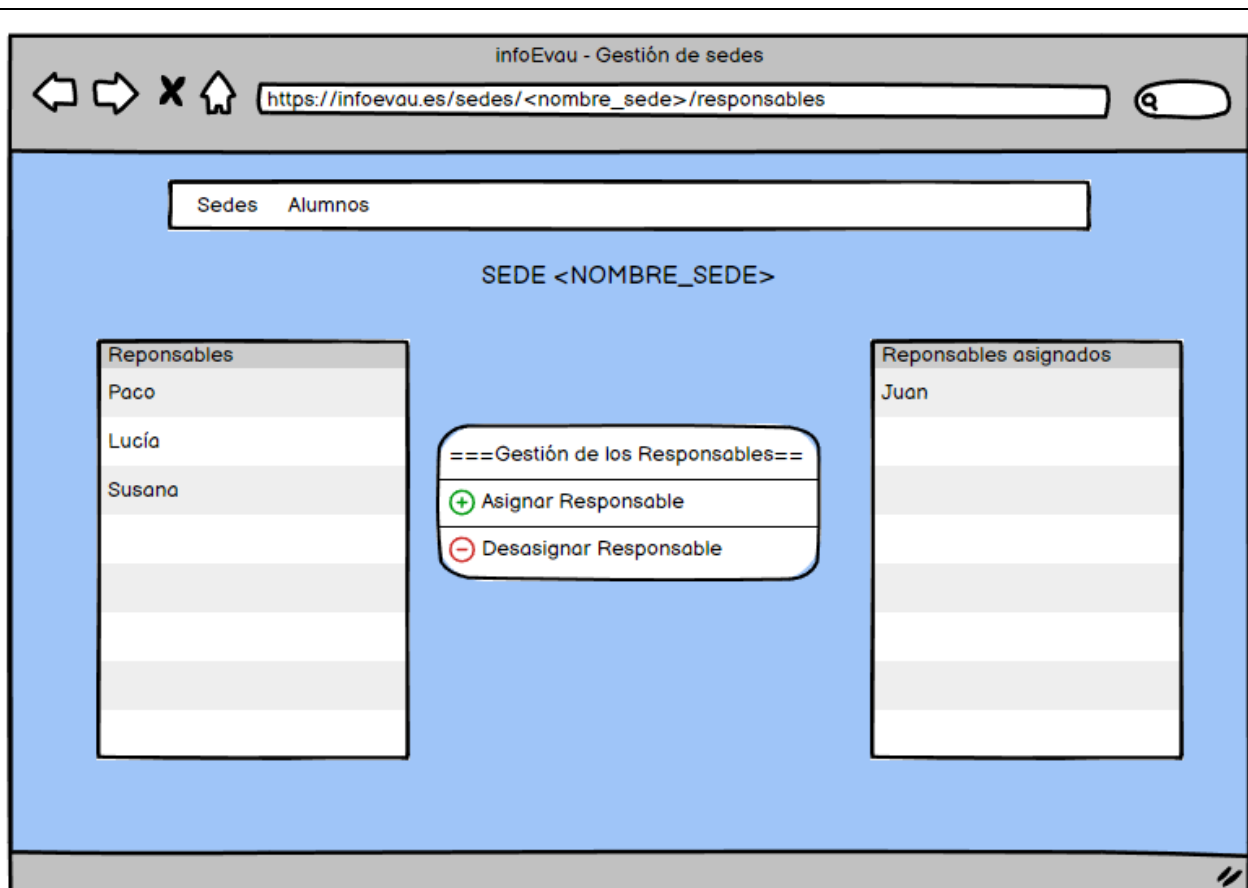 infoEvau - Gestión de sedes
https://infoevau.es/sedes/<nombre_sede>/responsables
Sedes Alumnos
SEDE <NOMBRE_SEDE>
Reponsables
Paco
Lucía
Susana
===Gestión de los Responsables==
Asignar Responsable
Desasignar Responsable
Reponsables asignados
Juan